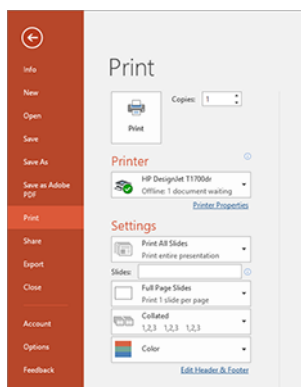 Info
New
Open
Save
Save As
Save as Adobe
PDF
Print
Share
Export
Close
Account
Options
Feedback
Print
Print
Copies: 1
Printer
HP DesignJet T1700dr
Offline: 1 document waiting
Printer Properties
Settings
Print All Slides
Print entire presentation
Slides:
Full Page Slides
Print 1 slide per page
Collated
1,2,3 1,2,3 1,2,3
Color
Edit Header & Footer